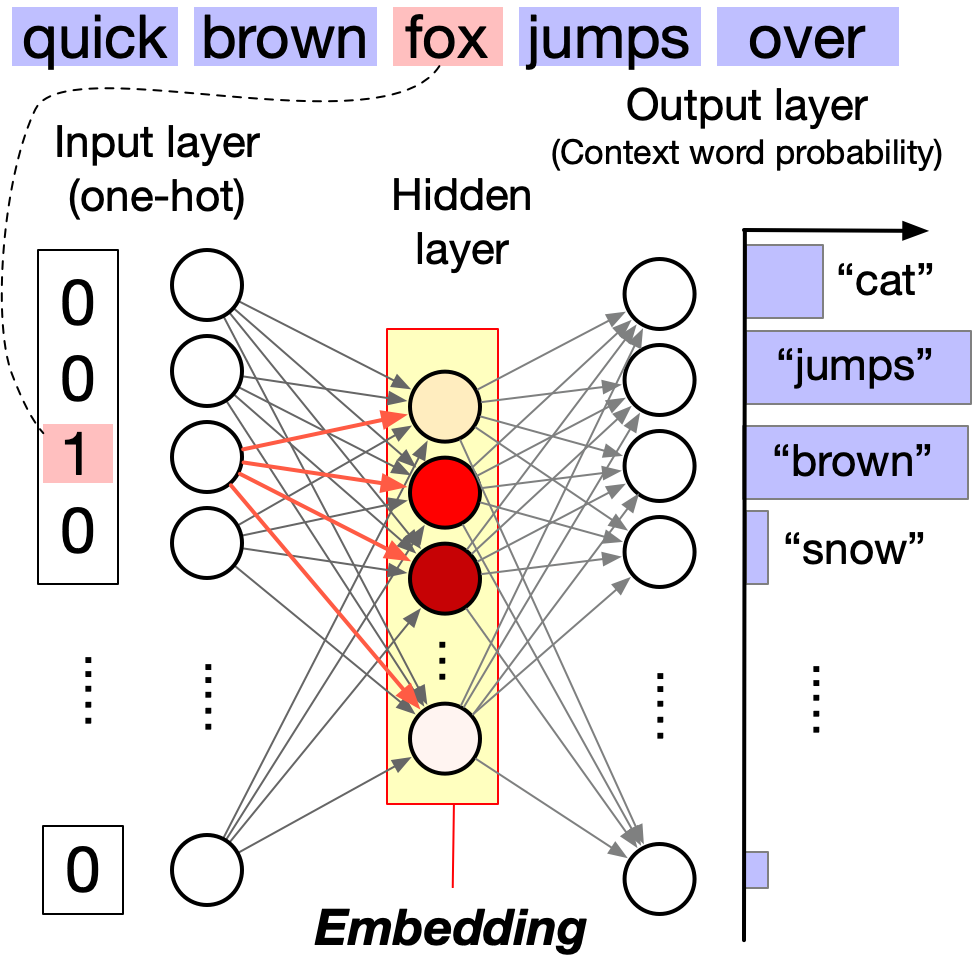 quick brown fox jumps over
Output layer
(Context word probability)
Input layer
(one-hot)
Hidden
layer
0
0
1
0
0
“cat”
“jumps”
“brown”
“snow”
Embedding